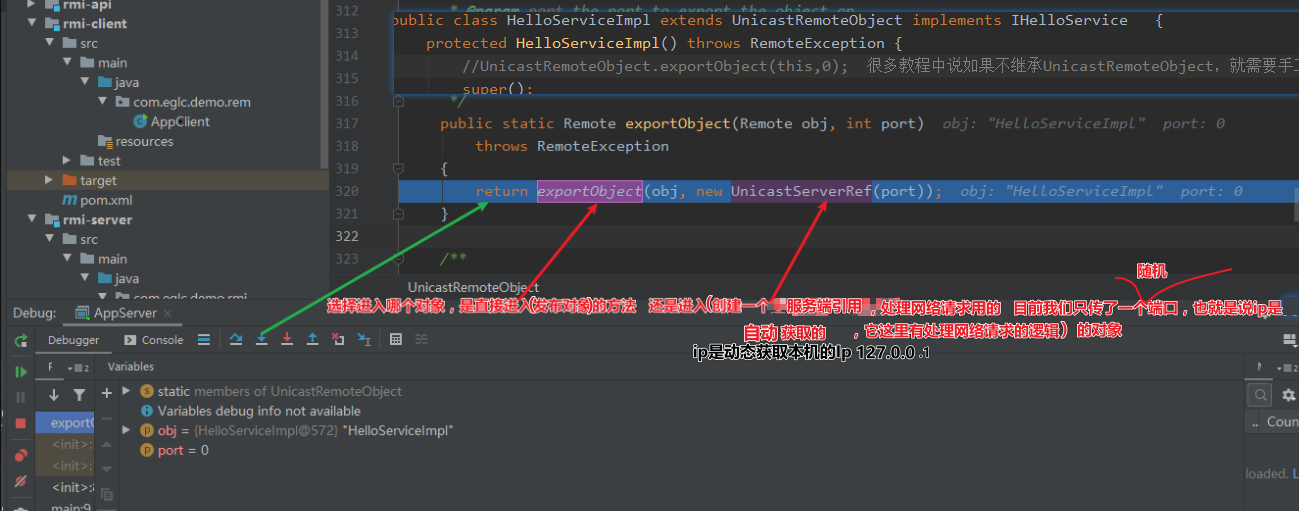 rmi-api
rmi-client
src
main
java
com.eglc.demo.rem
AppClient
resources
test
target
pom.xml
rmi-server
src
main
java
com.eglc.demo.rmi
312
313
314
315
316
317
318
319
320
321
322
323
* @param port the port to export the object on
public class HelloServiceImpl extends UnicastRemoteObject implements IHelloService {
protected HelloServiceImpl() throws RemoteException {
//UnicastRemoteObject.exportObject(this,0); 很多教程中说如果不继承UnicastRemoteObject，就需要手工
super();
*/
public static Remote exportObject(Remote obj, int port) obj: "HelloServiceImpl" port: 0
throws RemoteException
{
return exportObject(obj, new UnicastServerRef(port)); obj: "HelloServiceImpl" port: 0
}
/**
UnicastRemoteObject
随机
选择进入哪个对象，是直接进入(发布对象)的方法 还是进入(创建一个 服务端引用，处理网络请求用的 目前我们只传了一个端口，也就是说ip是
自动 获取的 ，它这里有处理网络请求的逻辑） 的对象
ip是动态获取本机的Ip 127.0.0 .1
Debug: AppServer
Debugger Console
F
2
Variables
static members of UnicastRemoteObject
Variables debug info not available
obj = {HelloServiceImpl@572} "HelloServiceImpl"
port = 0
export
<init>:
<init>:
<init>:
main:9
2
Coun
loaded. L